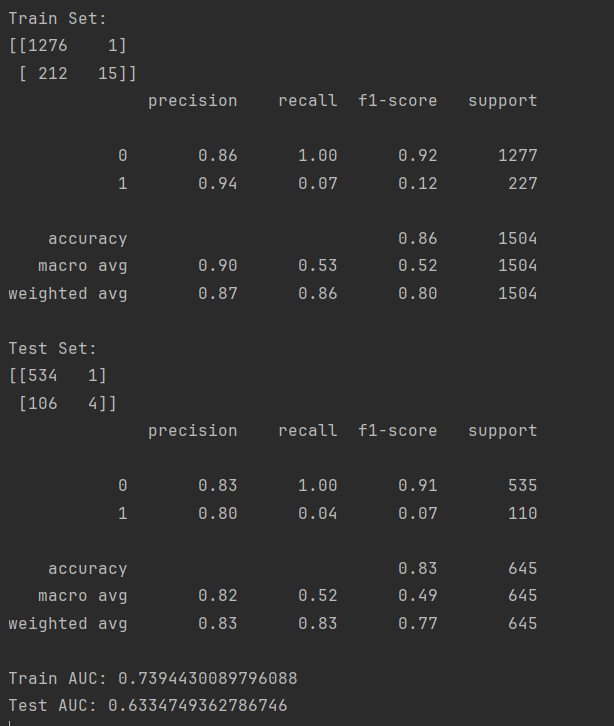 Train Set:
[[1276    1]
 [ 212   15]]
              precision    recall  f1-score   support

           0       0.86      1.00      0.92      1277
           1       0.94      0.07      0.12       227

    accuracy                           0.86      1504
   macro avg       0.90      0.53      0.52      1504
weighted avg       0.87      0.86      0.80      1504

Test Set:
[[534   1]
 [106   4]]
              precision    recall  f1-score   support

           0       0.83      1.00      0.91       535
           1       0.80      0.04      0.07       110

    accuracy                           0.83       645
   macro avg       0.82      0.52      0.49       645
weighted avg       0.83      0.83      0.77       645

Train AUC: 0.7394430089796088
Test AUC: 0.6334749362786746